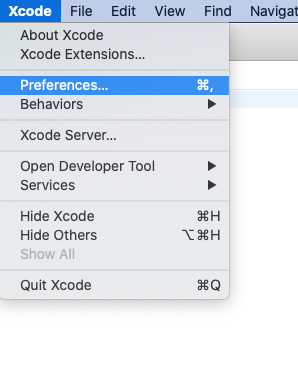 Xcode File Edit View Find Navigat
About Xcode
Xcode Extensions...
Preferences... ⌘,
Behaviors ▶
Xcode Server...
Open Developer Tool ▶
Services ▶
Hide Xcode ⌘H
Hide Others ⌥⌘H
Show All
Quit Xcode ⌘Q